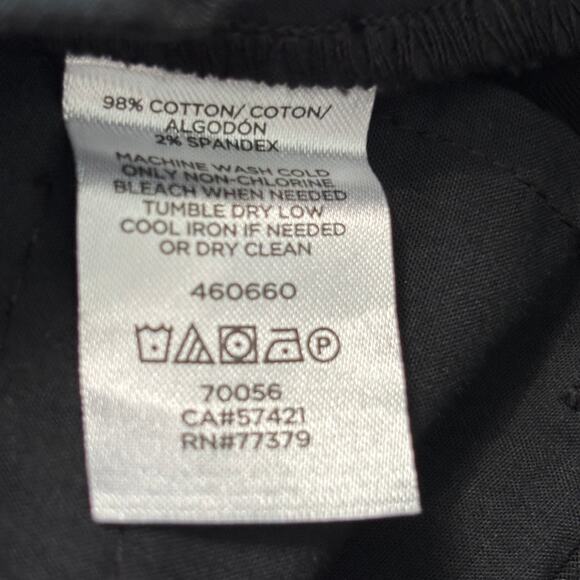 98% COTTON/ COTON/
ALGODÓN
2% SPANDEX
MACHINE WASH COLD
ONLY NON-CHLORINE
BLEACH WHEN NEEDED
TUMBLE DRY LOW
COOL IRON IF NEEDED
OR DRY CLEAN
460660
P
70056
CA#57421
RN#77379